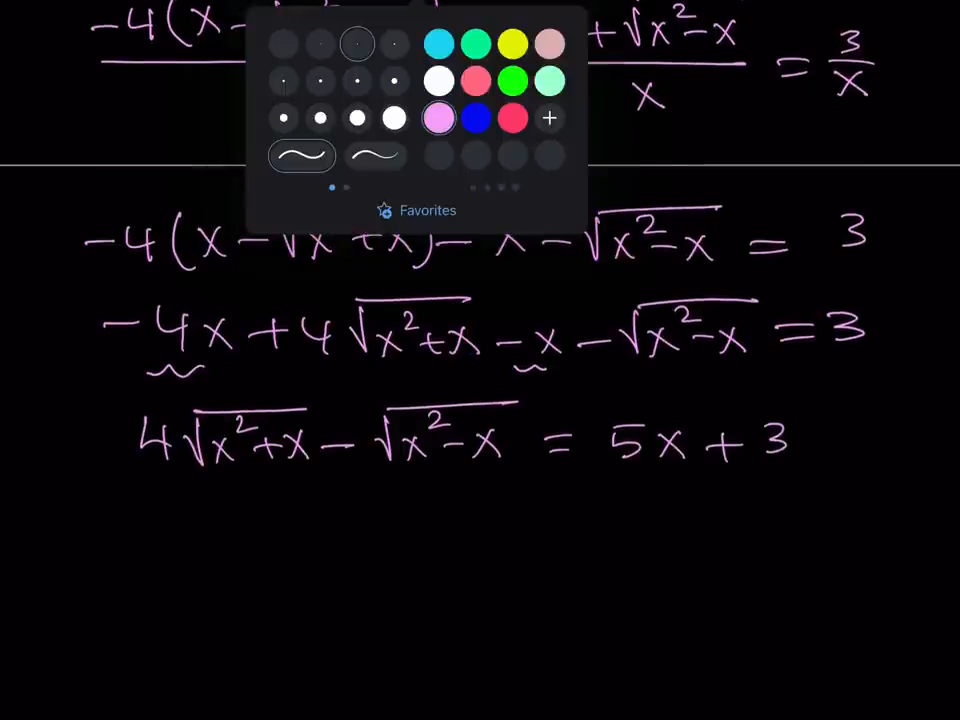 -4(x- +√x²-x = 3/x
x
Favorites
-4(x-√x²+x)-x-√x²-x = 3
-4x+4√x²+x-x-√x²-x=3
4√x²+x-√x²-x = 5x+3